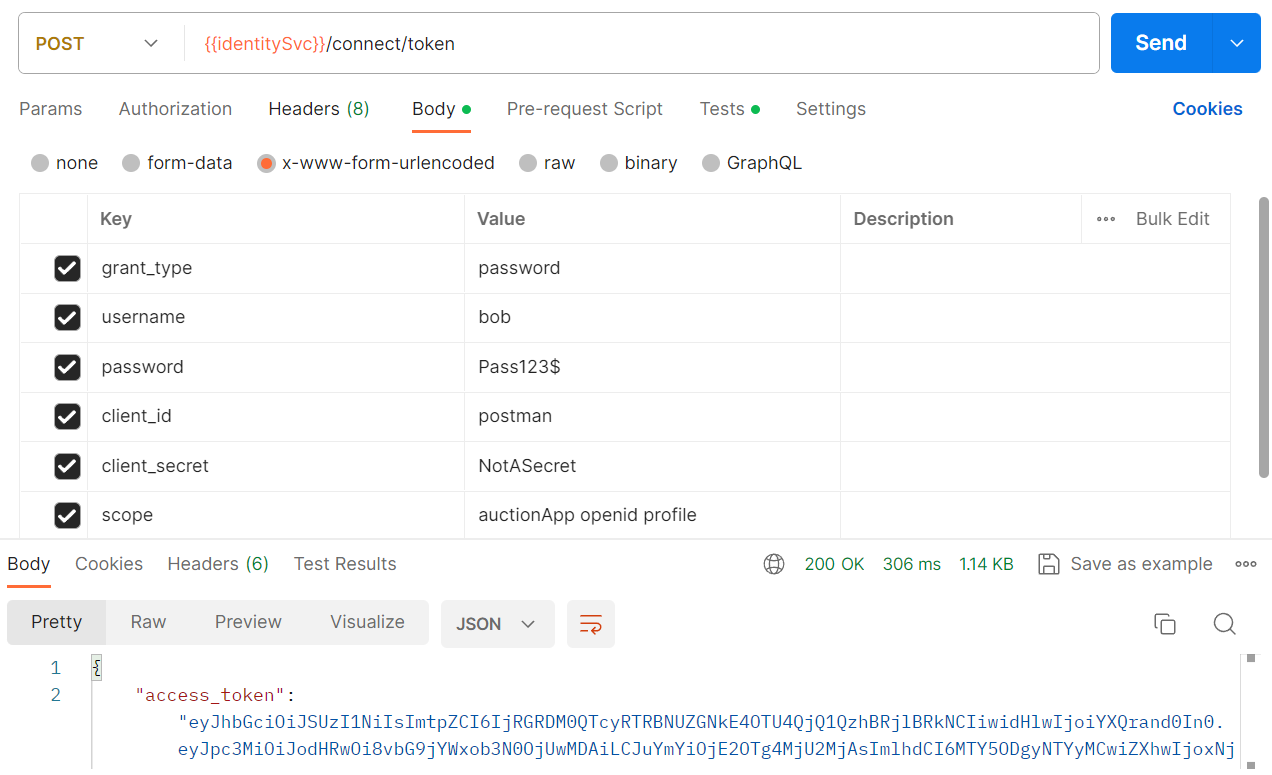 POST {{identitySvc}}/connect/token Send
Params Authorization Headers (8) Body Pre-request Script Tests Settings Cookies
none form-data x-www-form-urlencoded raw binary GraphQL
Key Value Description Bulk Edit
grant_type password
username bob
password Pass123$
client_id postman
client_secret NotASecret
scope auctionApp openid profile
Body Cookies Headers (6) Test Results 200 OK 306 ms 1.14 KB Save as example
Pretty Raw Preview Visualize JSON
1 {
2 "access_token":
"eyJhbGciOiJSUzI1NiIsImtpZCI6IjRGRDM0QTcyRTRBNUZGNkE4OTU4QjQ1QzhBRjlBRkNCIiwidHlwIjoiYXQrand0In0.
eyJpc3MiOiJodHRwOi8vbG9jYWxob3N0OjUwMDAiLCJuYmYiOjE2OTg4MjU2MjAsImlhdCI6MTY5ODgyNTYyMCwiZXhwIjoxNj